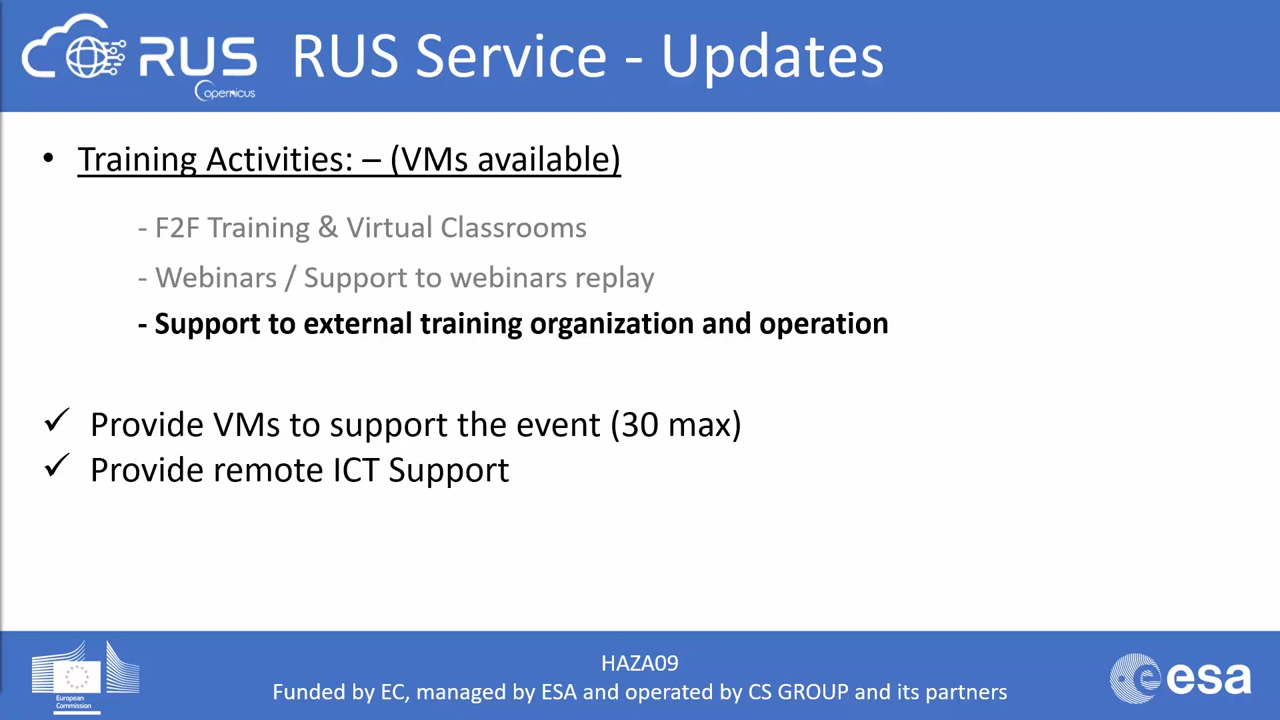 RUS
Copernicus
RUS Service - Updates
• Training Activities: – (VMs available)
- F2F Training & Virtual Classrooms
- Webinars / Support to webinars replay
- Support to external training organization and operation
✓ Provide VMs to support the event (30 max)
✓ Provide remote ICT Support
European
Commission
HAZA09
Funded by EC, managed by ESA and operated by CS GROUP and its partners
esa